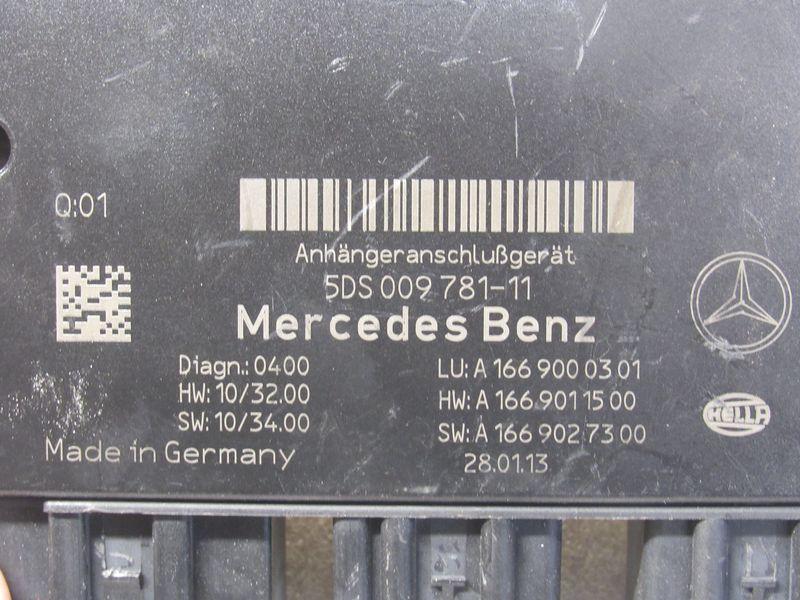 Q:01
Anhängeranschlußgerät
5DS 009 781-11
Mercedes Benz
Diagn.: 0400
HW: 10/32.00
SW: 10/34.00
LU: A 166 900 03 01
HW: A 166 901 15 00
SW: A 166 902 73 00
Made in Germany
28.01.13
HELLA